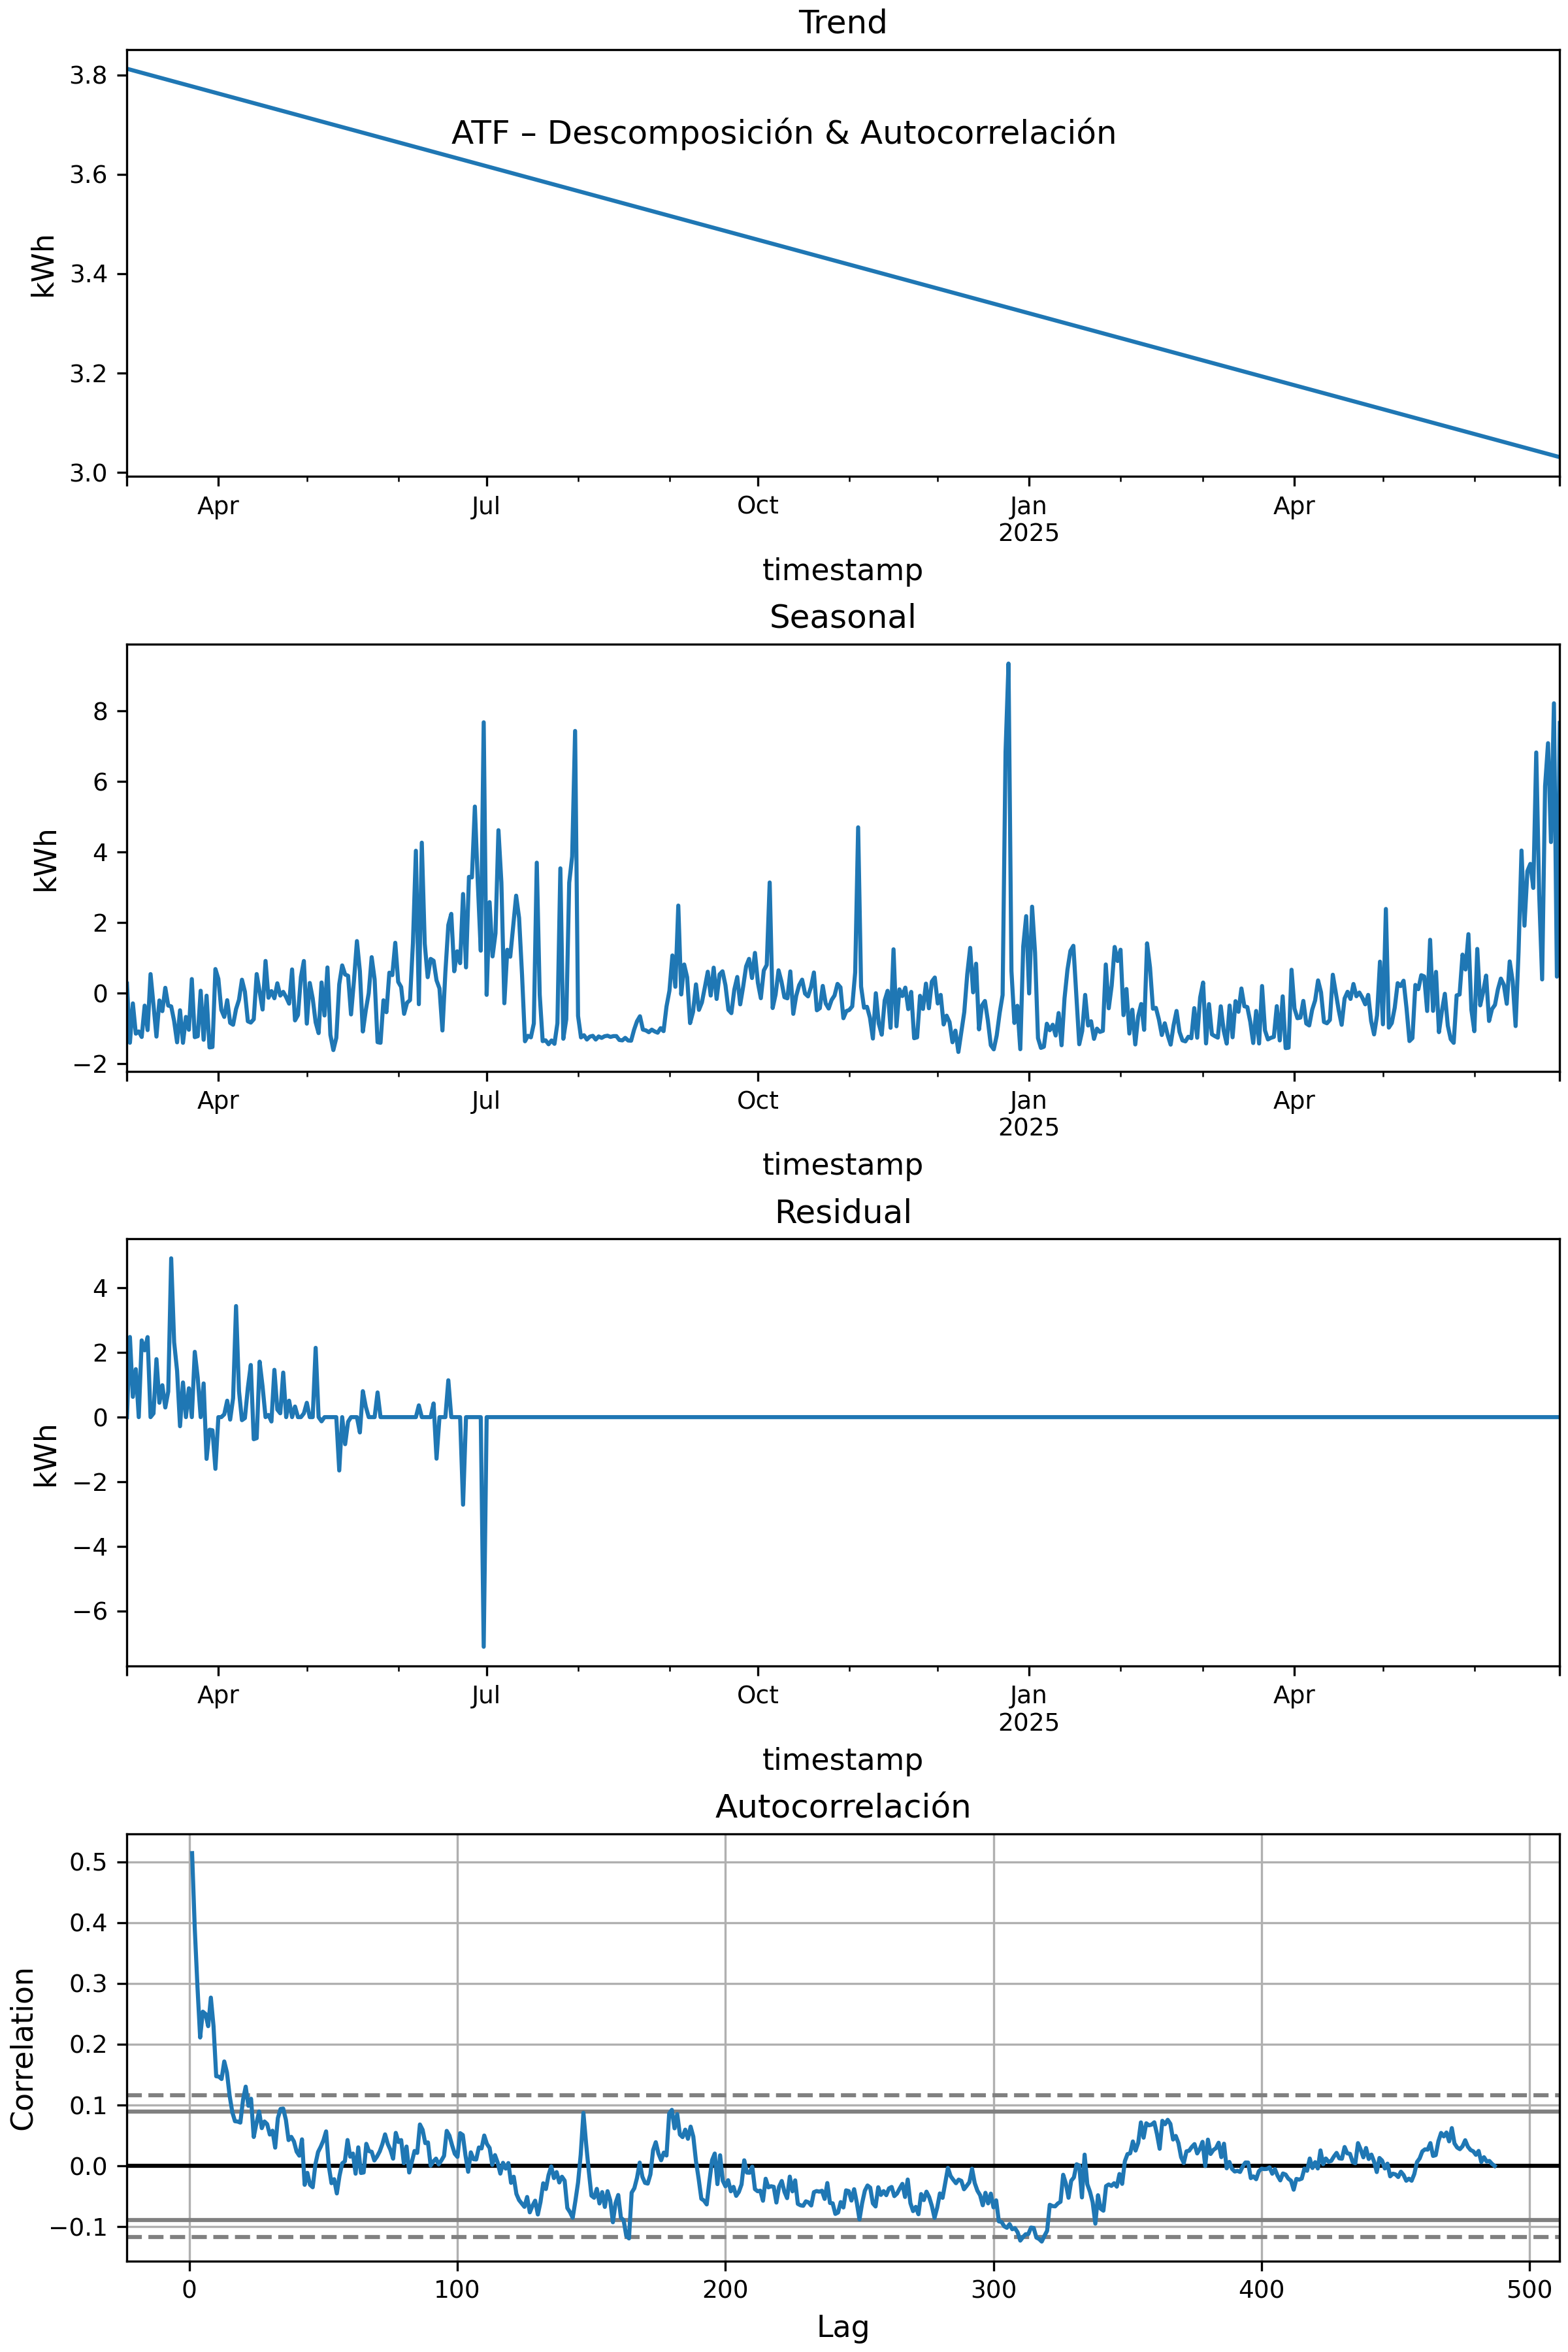 Trend
3.8
ATF – Descomposición & Autocorrelación
3.6
kWh
3.4
3.2
3.0
Apr Jul Oct Jan Apr
2025
timestamp
Seasonal
8
6
kWh
4
2
0
−2
Apr Jul Oct Jan Apr
2025
timestamp
Residual
4
2
0
kWh
−2
−4
−6
Apr Jul Oct Jan Apr
2025
timestamp
Autocorrelación
0.5
0.4
0.3
Correlation
0.2
0.1
0.0
−0.1
0 100 200 300 400 500
Lag